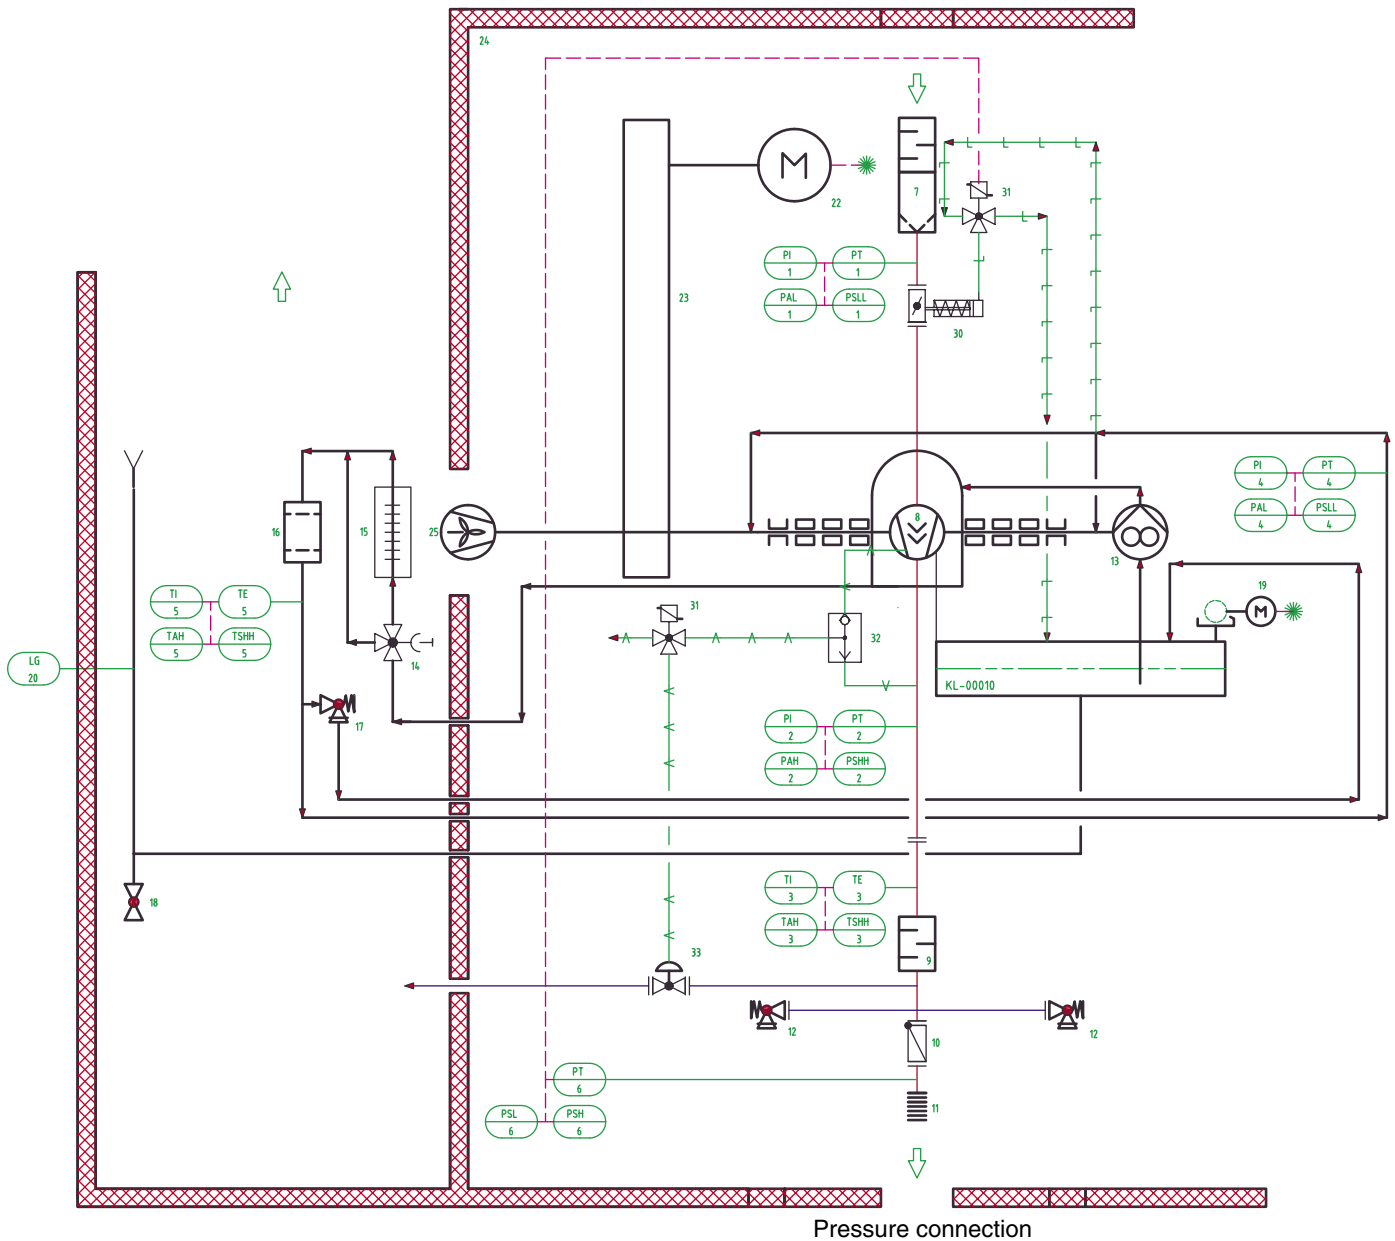 24
M
22
7
31
23
PI
1
PT
1
PAL
1
PSLL
1
30
PI
4
PT
4
PAL
4
PSLL
4
16
15
25
8
13
TI
5
TE
5
TAH
5
TSHH
5
19
M
31
32
LG
20
14
KL-00010
17
PI
2
PT
2
PAH
2
PSHH
2
18
TI
3
TE
3
TAH
3
TSHH
3
33
9
12
12
10
PT
6
PSL
6
PSH
6
11
Pressure connection